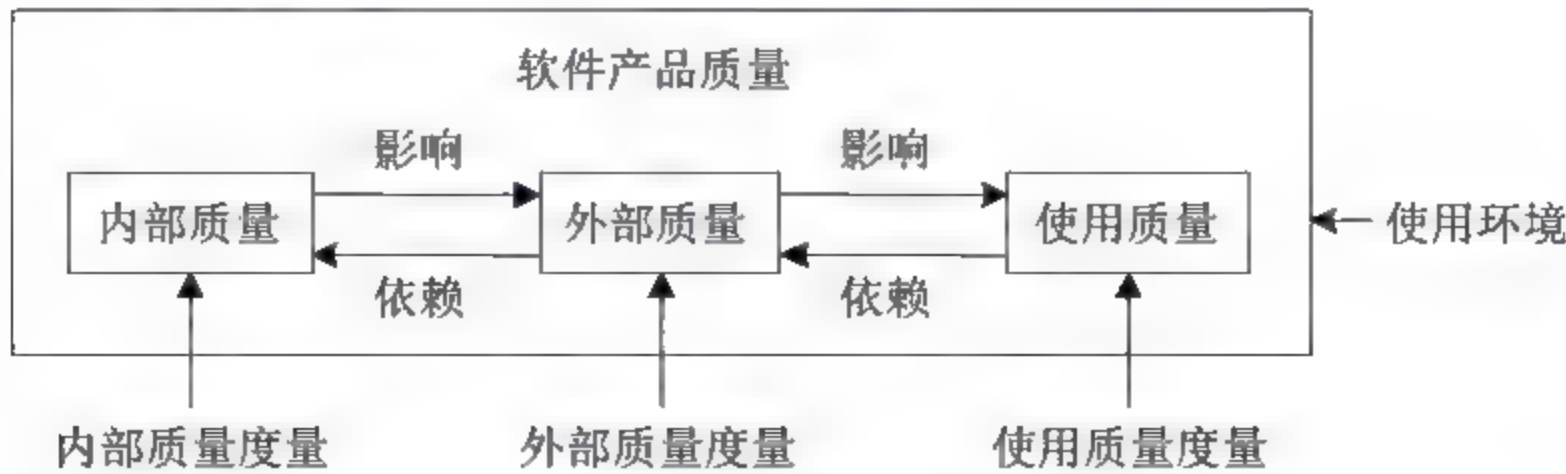 软件产品质量
影响
影响
内部质量
外部质量
使用质量
使用环境
依赖
依赖
内部质量度量
外部质量度量
使用质量度量